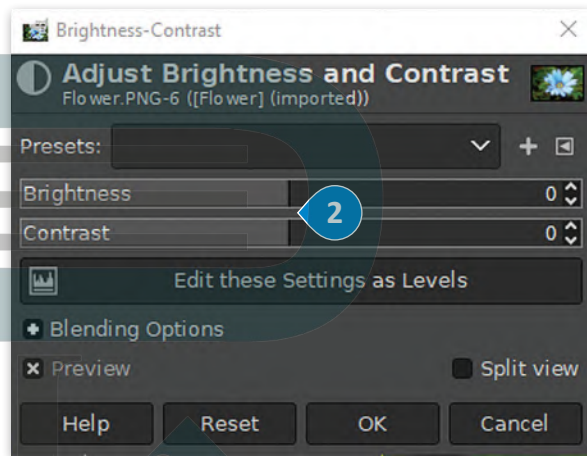 Brightness-Contrast
Adjust Brightness and Contrast
Flower.PNG-6 ([Flower] (imported))
Presets:
Brightness 0
2
Contrast 0
Edit these Settings as Levels
Blending Options
Preview Split view
Help Reset OK Cancel